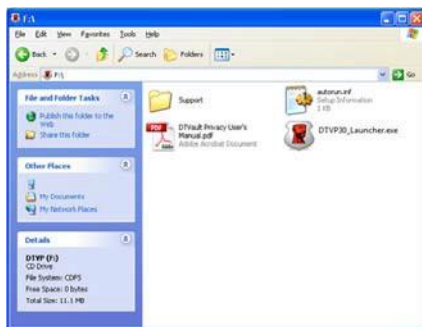 F:\
File Edit View Favorites Tools Help
Back Search Folders
Address F:\ Go
File and Folder Tasks
Publish this folder to the
Web
Share this folder
Other Places
My Documents
My Network Places
Details
DTVP (F:)
CD Drive
File System: CDFS
Free Space: 0 bytes
Total Size: 11.1 MB
Support
autorun.inf
Setup Information
1 KB
DTVault Privacy User's
Manual.pdf
Adobe Acrobat Document
DTVP30_Launcher.exe